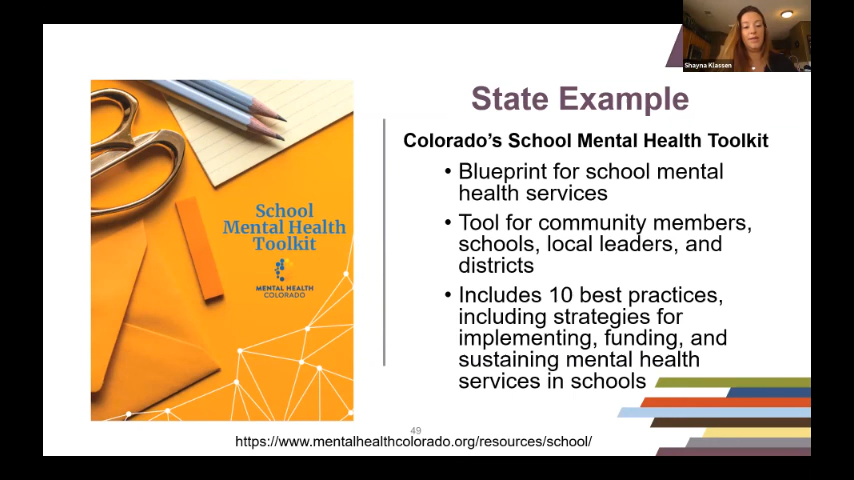 Shayna Klassen
State Example
Colorado's School Mental Health Toolkit
• Blueprint for school mental
health services
• Tool for community members,
schools, local leaders, and
districts
• Includes 10 best practices,
including strategies for
implementing, funding, and
sustaining mental health
services in schools
School
Mental Health
Toolkit
MENTAL HEALTH
COLORADO
49
https://www.mentalhealthcolorado.org/resources/school/